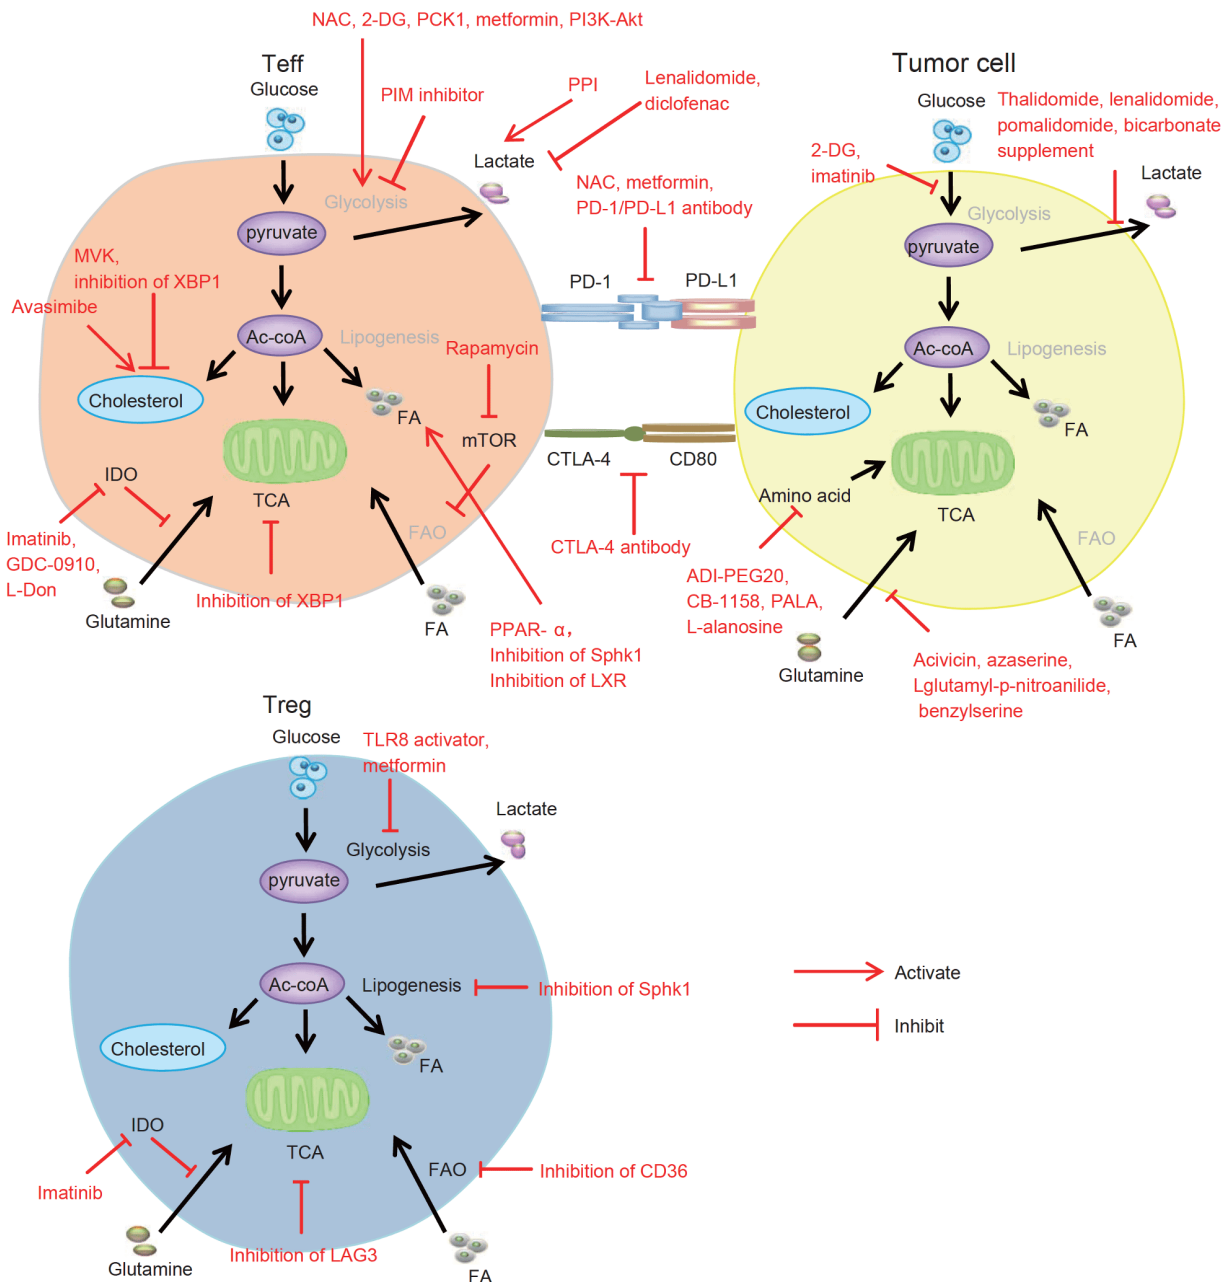 NAC, 2-DG, PCK1, metformin, PI3K-Akt
Teff
Glucose
PIM inhibitor
PPI
Lenalidomide,
diclofenac
Lactate
Glycolysis
pyruvate
NAC, metformin,
PD-1/PD-L1 antibody
MVK,
inhibition of XBP1
Avasimibe
PD-1
PD-L1
Ac-coA
Lipogenesis
Rapamycin
Cholesterol
FA
mTOR
CTLA-4
CD80
IDO
TCA
FAO
Imatinib,
GDC-0910,
L-Don
CTLA-4 antibody
Inhibition of XBP1
Glutamine
FA
PPAR- α,
Inhibition of Sphk1
Inhibition of LXR
Tumor cell
Glucose
Thalidomide, lenalidomide,
pomalidomide, bicarbonate
supplement
2-DG,
imatinib
Lactate
Glycolysis
pyruvate
Ac-coA
Lipogenesis
Cholesterol
FA
Amino acid
TCA
FAO
ADI-PEG20,
CB-1158, PALA,
L-alanosine
Glutamine
FA
Acivicin, azaserine,
Lglutamyl-p-nitroanilide,
benzylserine
Treg
Glucose
TLR8 activator,
metformin
Lactate
Glycolysis
pyruvate
Ac-coA
Lipogenesis
Inhibition of Sphk1
Cholesterol
FA
IDO
TCA
FAO
Inhibition of CD36
Imatinib
Inhibition of LAG3
Glutamine
FA
Activate
Inhibit